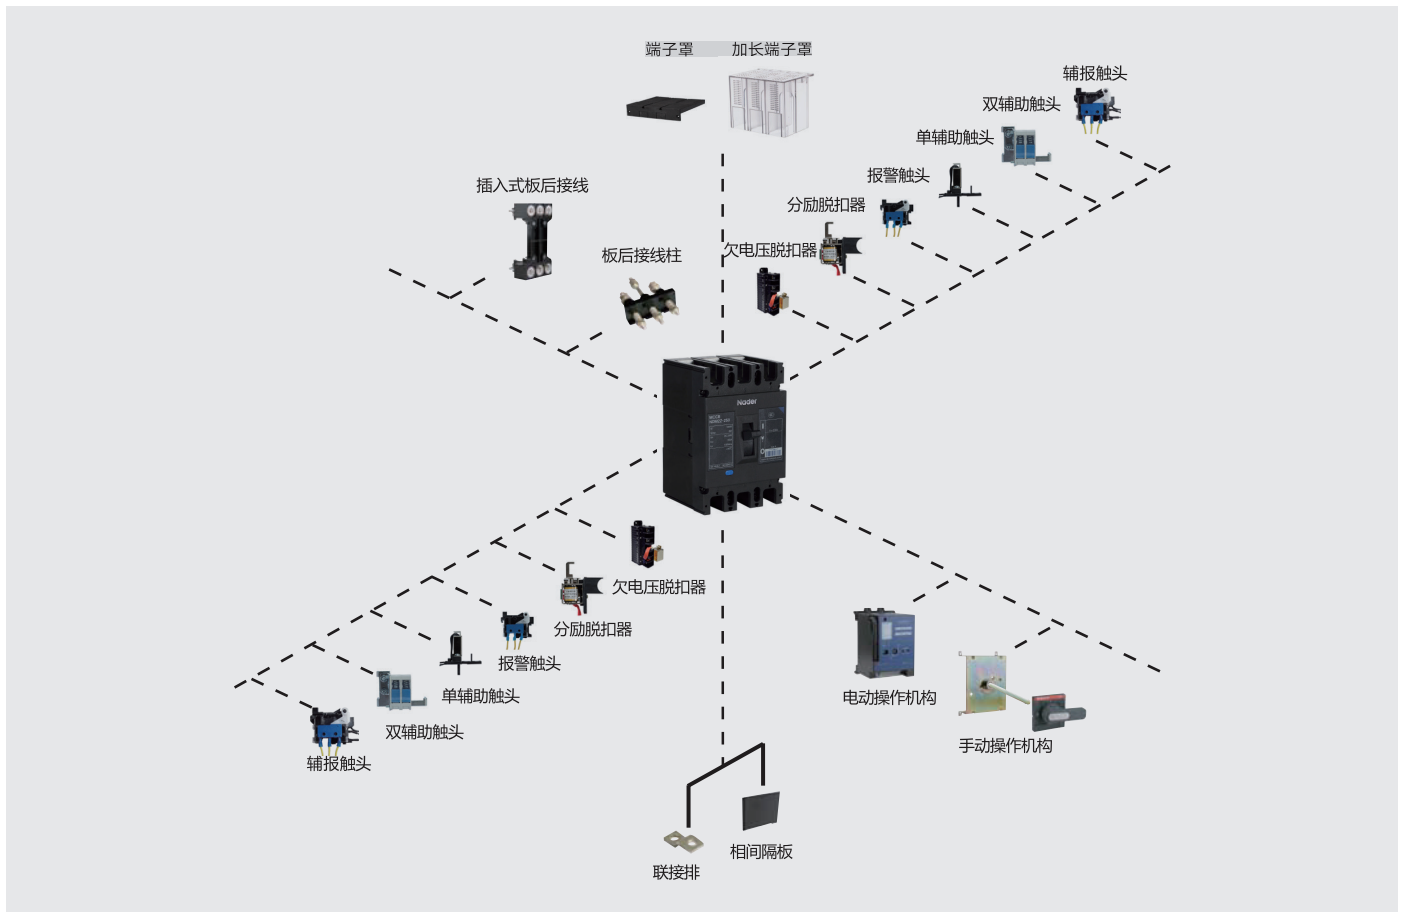 端子罩
加长端子罩
辅报触头
双辅助触头
单辅助触头
报警触头
插入式板后接线
分励脱扣器
欠电压脱扣器
板后接线柱
Nader
欠电压脱扣器
分励脱扣器
报警触头
单辅助触头
电动操作机构
双辅助触头
手动操作机构
辅报触头
相间隔板
联接排